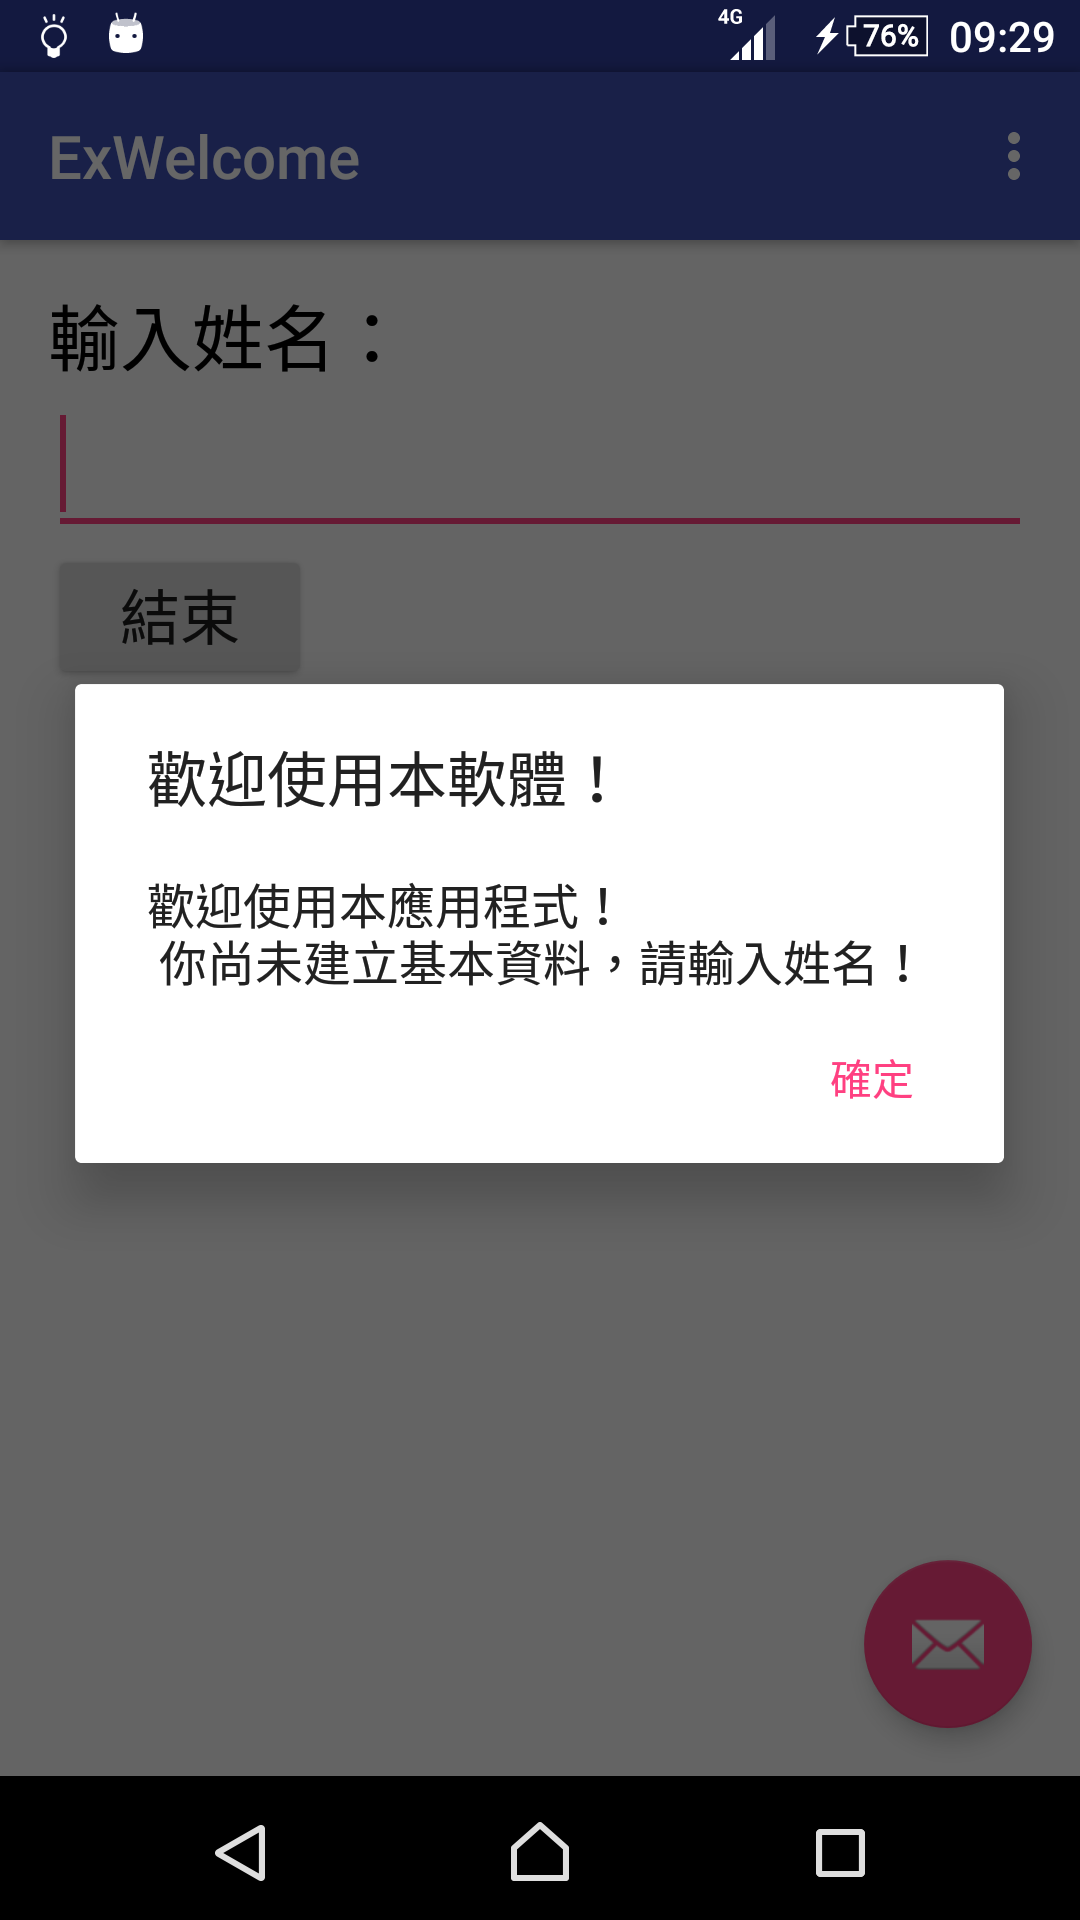 4G 76% 09:29
ExWelcome
輸入姓名：
結束
歡迎使用本軟體！
歡迎使用本應用程式！
你尚未建立基本資料，請輸入姓名！
確定